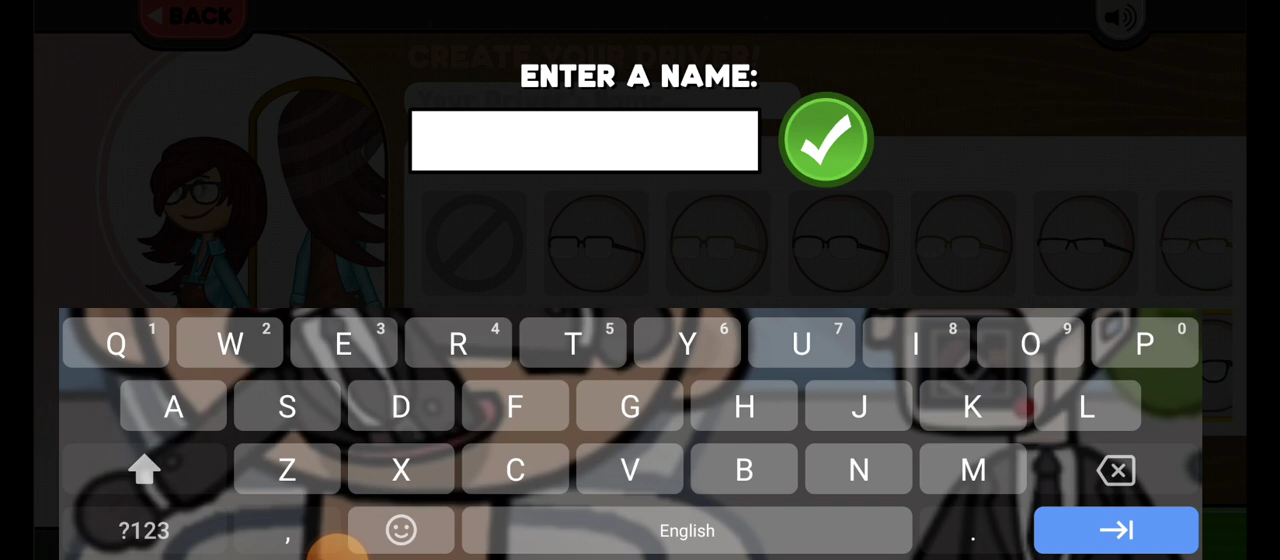 BACK
CREATE YOUR DRIVER!
ENTER A NAME:
Q 1 W 2 E 3 R 4 T 5 Y 6 U 7 I 8 O 9 P 0
A S D F G H J K L
Z X C V B N M
?123 , English .